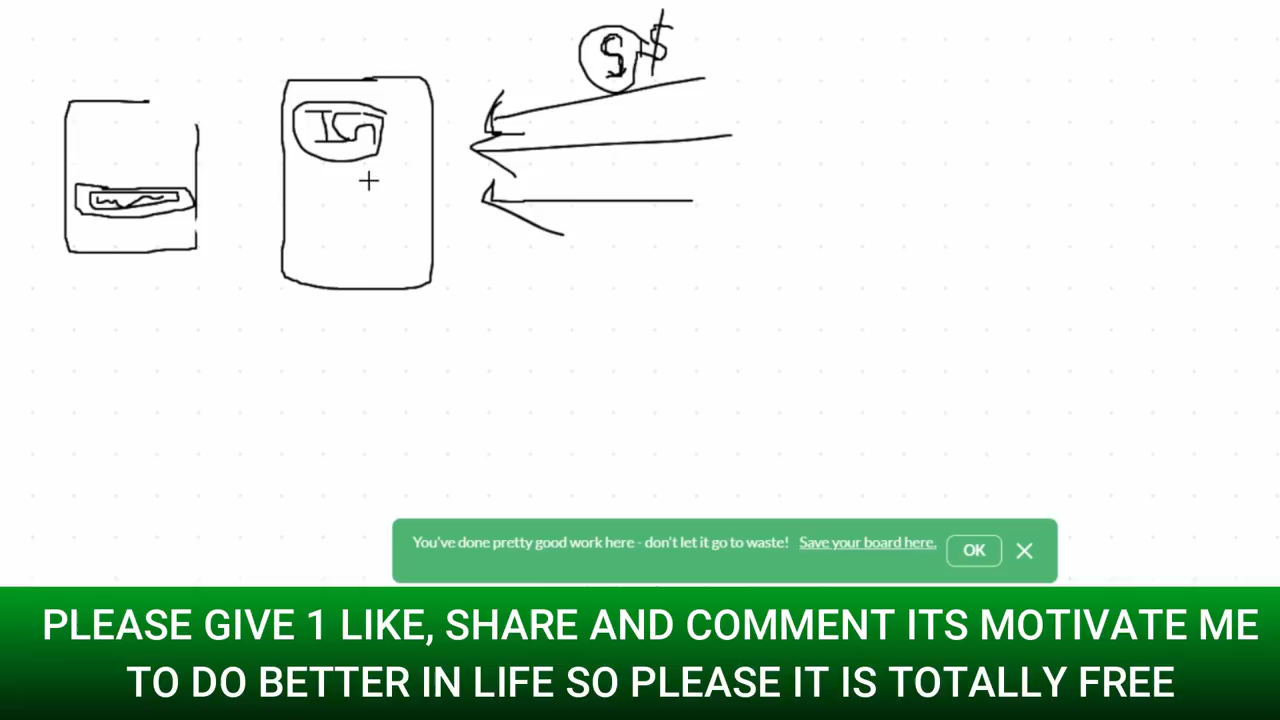 S $
You've done pretty good work here - don't let it go to waste! Save your board here. OK
PLEASE GIVE 1 LIKE, SHARE AND COMMENT ITS MOTIVATE ME
TO DO BETTER IN LIFE SO PLEASE IT IS TOTALLY FREE